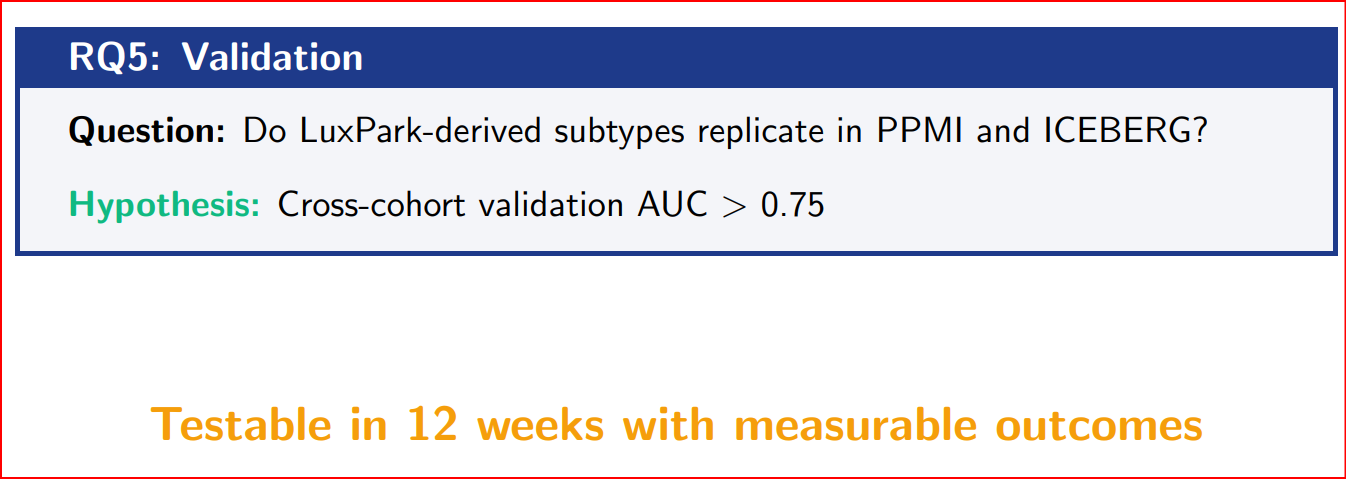 RQ5: Validation
Question: Do LuxPark-derived subtypes replicate in PPMI and ICEBERG?
Hypothesis: Cross-cohort validation AUC > 0.75
Testable in 12 weeks with measurable outcomes